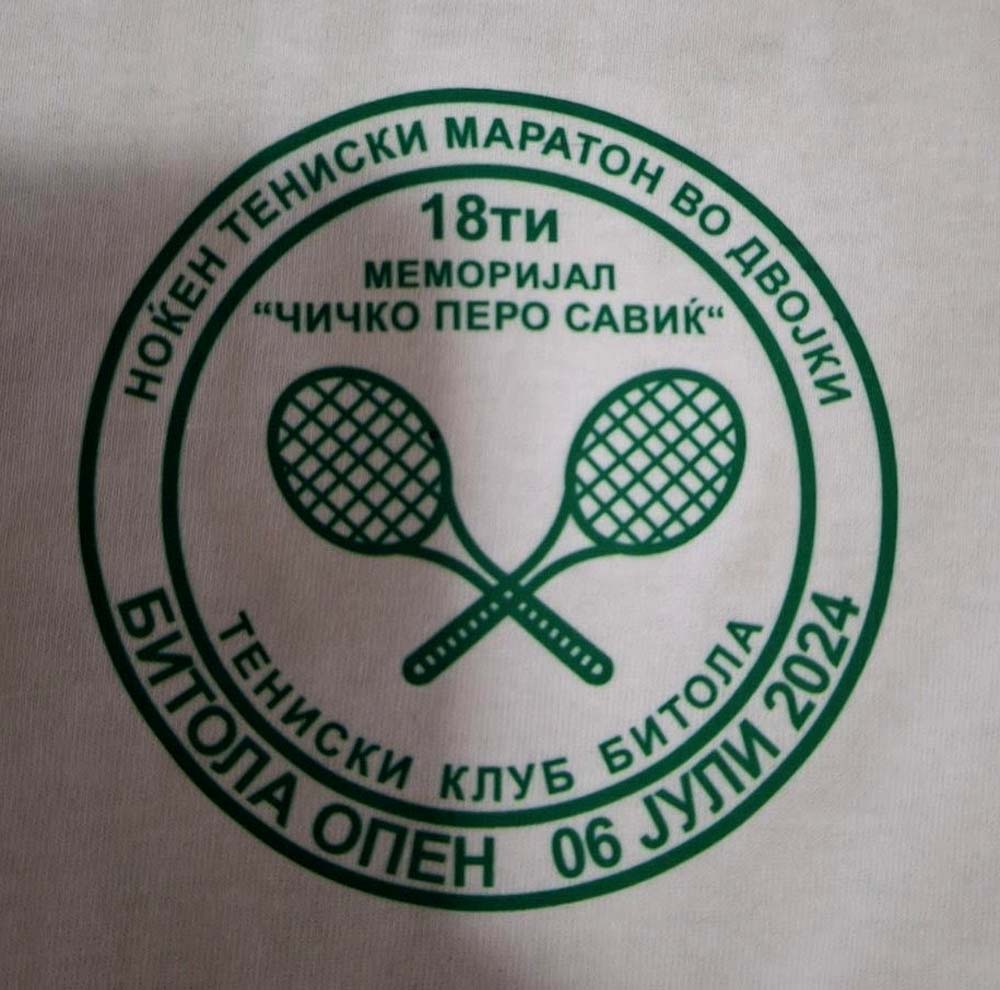 НОЌЕН ТЕНИСКИ МАРАТОН ВО ДВОЈКИ
18ТИ
МЕМОРИЈАЛ
“ЧИЧКО ПЕРО САВИЌ“
ТЕНИСКИ КЛУБ БИТОЛА
БИТОЛА ОПЕН 06 ЈУЛИ 2024